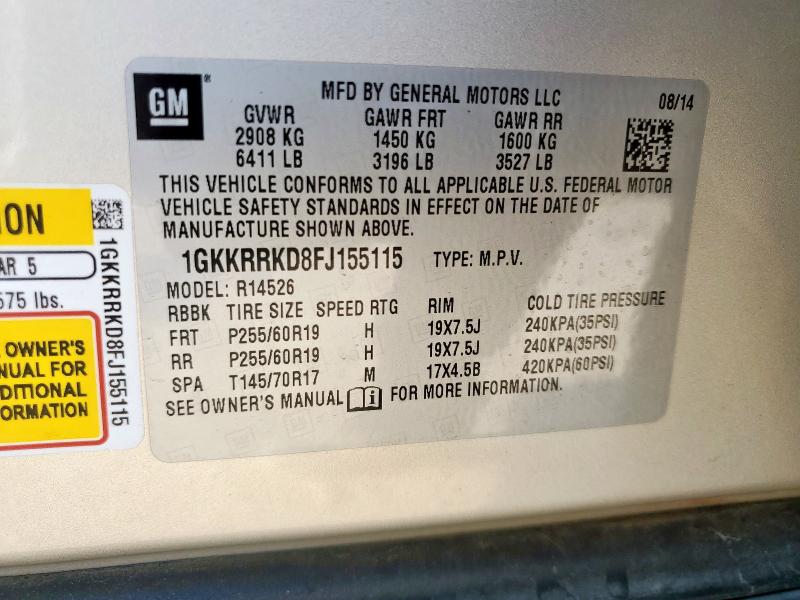 GM
MFD BY GENERAL MOTORS LLC 08/14
GVWR GAWR FRT GAWR RR
2908 KG 1450 KG 1600 KG
6411 LB 3196 LB 3527 LB
THIS VEHICLE CONFORMS TO ALL APPLICABLE U.S. FEDERAL MOTOR
VEHICLE SAFETY STANDARDS IN EFFECT ON THE DATE OF
MANUFACTURE SHOWN ABOVE.
1GKKRRKD8FJ155115 TYPE: M.P.V.
MODEL: R14526
RBBK TIRE SIZE SPEED RTG RIM COLD TIRE PRESSURE
FRT P255/60R19 H 19X7.5J 240KPA(35PSI)
RR P255/60R19 H 19X7.5J 240KPA(35PSI)
SPA T145/70R17 M 17X4.5B 420KPA(60PSI)
SEE OWNER'S MANUAL FOR MORE INFORMATION.
ION
AR 5
575 lbs.
OWNER'S
NUAL FOR
DITIONAL
ORMATION
1GKKRRKD8FJ155115